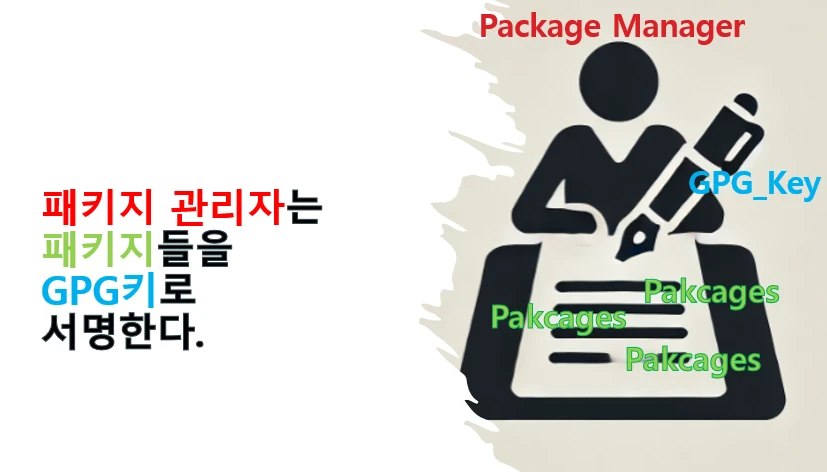 Package Manager
GPG_Key
패키지 관리자는
패키지들을
GPG키로
서명한다.
Pakcages
Pakcages
Pakcages